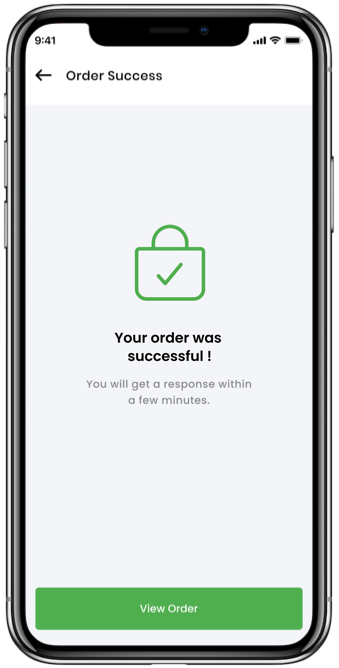 9:41
Order Success
Your order was
successful !
You will get a response within
a few minutes.
View Order